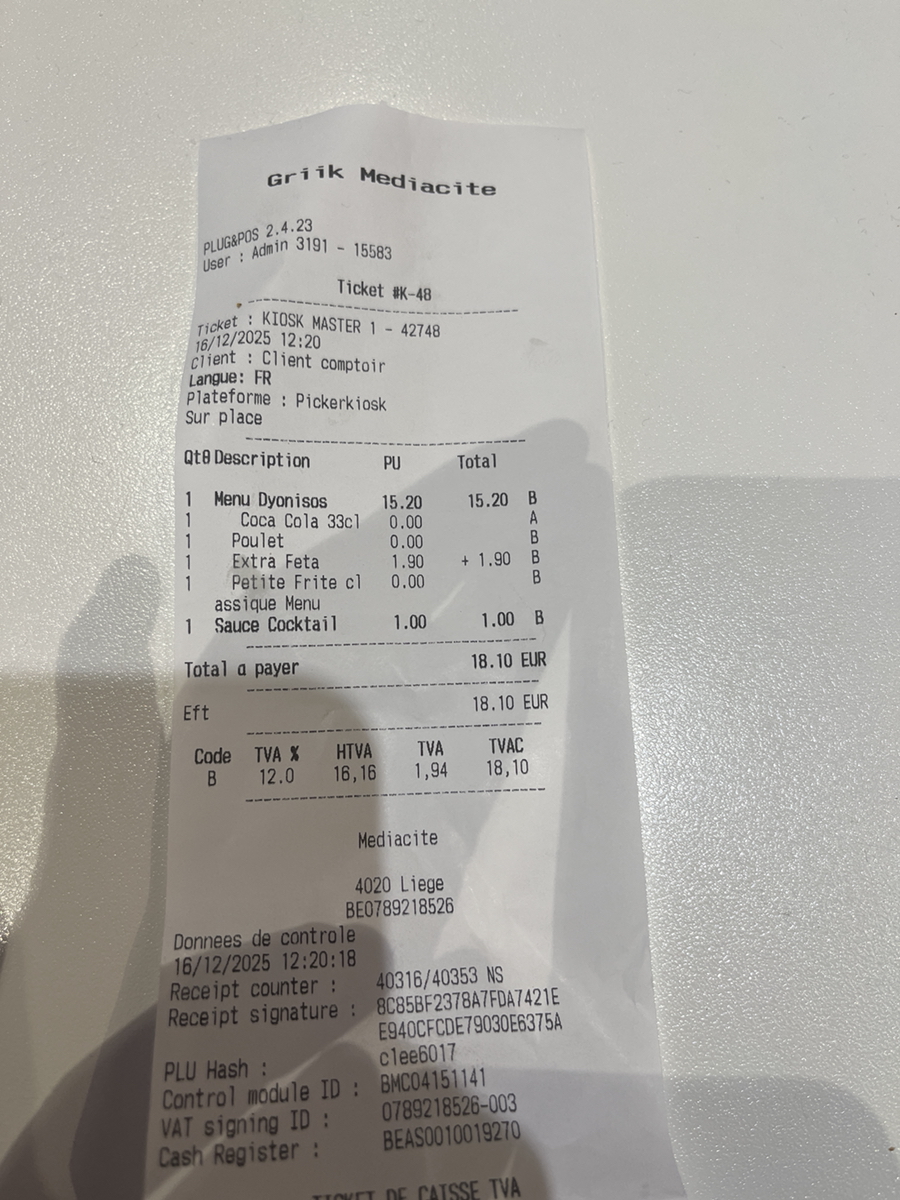 Griik Mediacite
PLUG&POS 2.4.23
User : Admin 3191 - 15583
Ticket #K-48
Ticket : KIOSK MASTER 1 - 42748
16/12/2025 12:20
Client : Client comptoir
Langue: FR
Plateforme : Pickerkiosk
Sur place
Qt0 Description PU Total
1 Menu Dyonisos 15.20 15.20 B
1 Coca Cola 33cl 0.00 A
1 Poulet 0.00 B
1 Extra Feta 1.90 + 1.90 B
1 Petite Frite cl 0.00 B
assique Menu
1 Sauce Cocktail 1.00 1.00 B
Total a payer 18.10 EUR
Eft 18.10 EUR
Code TVA % HTVA TVA TVAC
B 12.0 16,16 1,94 18,10
Mediacite
4020 Liege
BE0789218526
Donnees de controle
16/12/2025 12:20:18
Receipt counter : 40316/40353 NS
Receipt signature : 8C85BF2378A7FDA7421E
E940CFCDE79030E6375A
PLU Hash : c1ee6017
Control module ID : BMC04151141
VAT signing ID : 0789218526-003
Cash Register : BEAS0010019270
TICKET DE CAISSE TVA